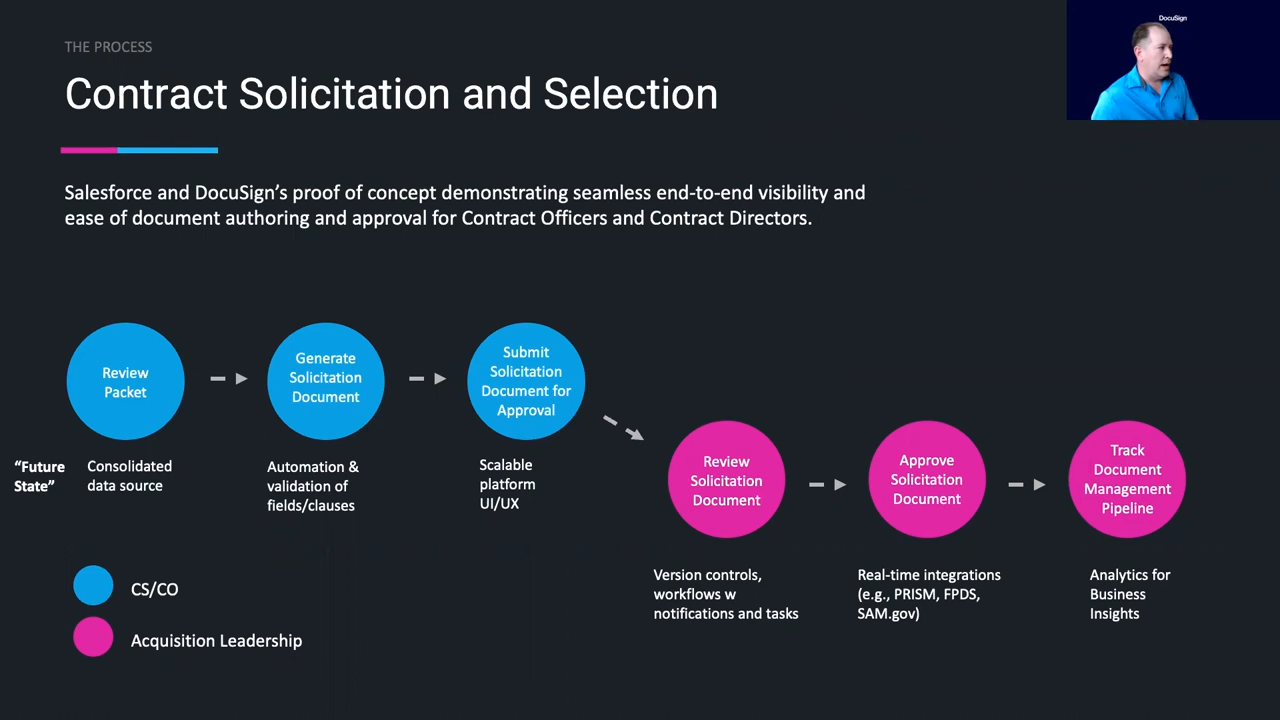 DocuSign
THE PROCESS
Contract Solicitation and Selection
Salesforce and DocuSign’s proof of concept demonstrating seamless end-to-end visibility and
ease of document authoring and approval for Contract Officers and Contract Directors.
Review
Packet
Generate
Solicitation
Document
Submit
Solicitation
Document for
Approval
Review
Solicitation
Document
Approve
Solicitation
Document
Track
Document
Management
Pipeline
“Future
State”
Consolidated
data source
Automation &
validation of
fields/clauses
Scalable
platform
UI/UX
Version controls,
workflows w
notifications and tasks
Real-time integrations
(e.g., PRISM, FPDS,
SAM.gov)
Analytics for
Business
Insights
CS/CO
Acquisition Leadership